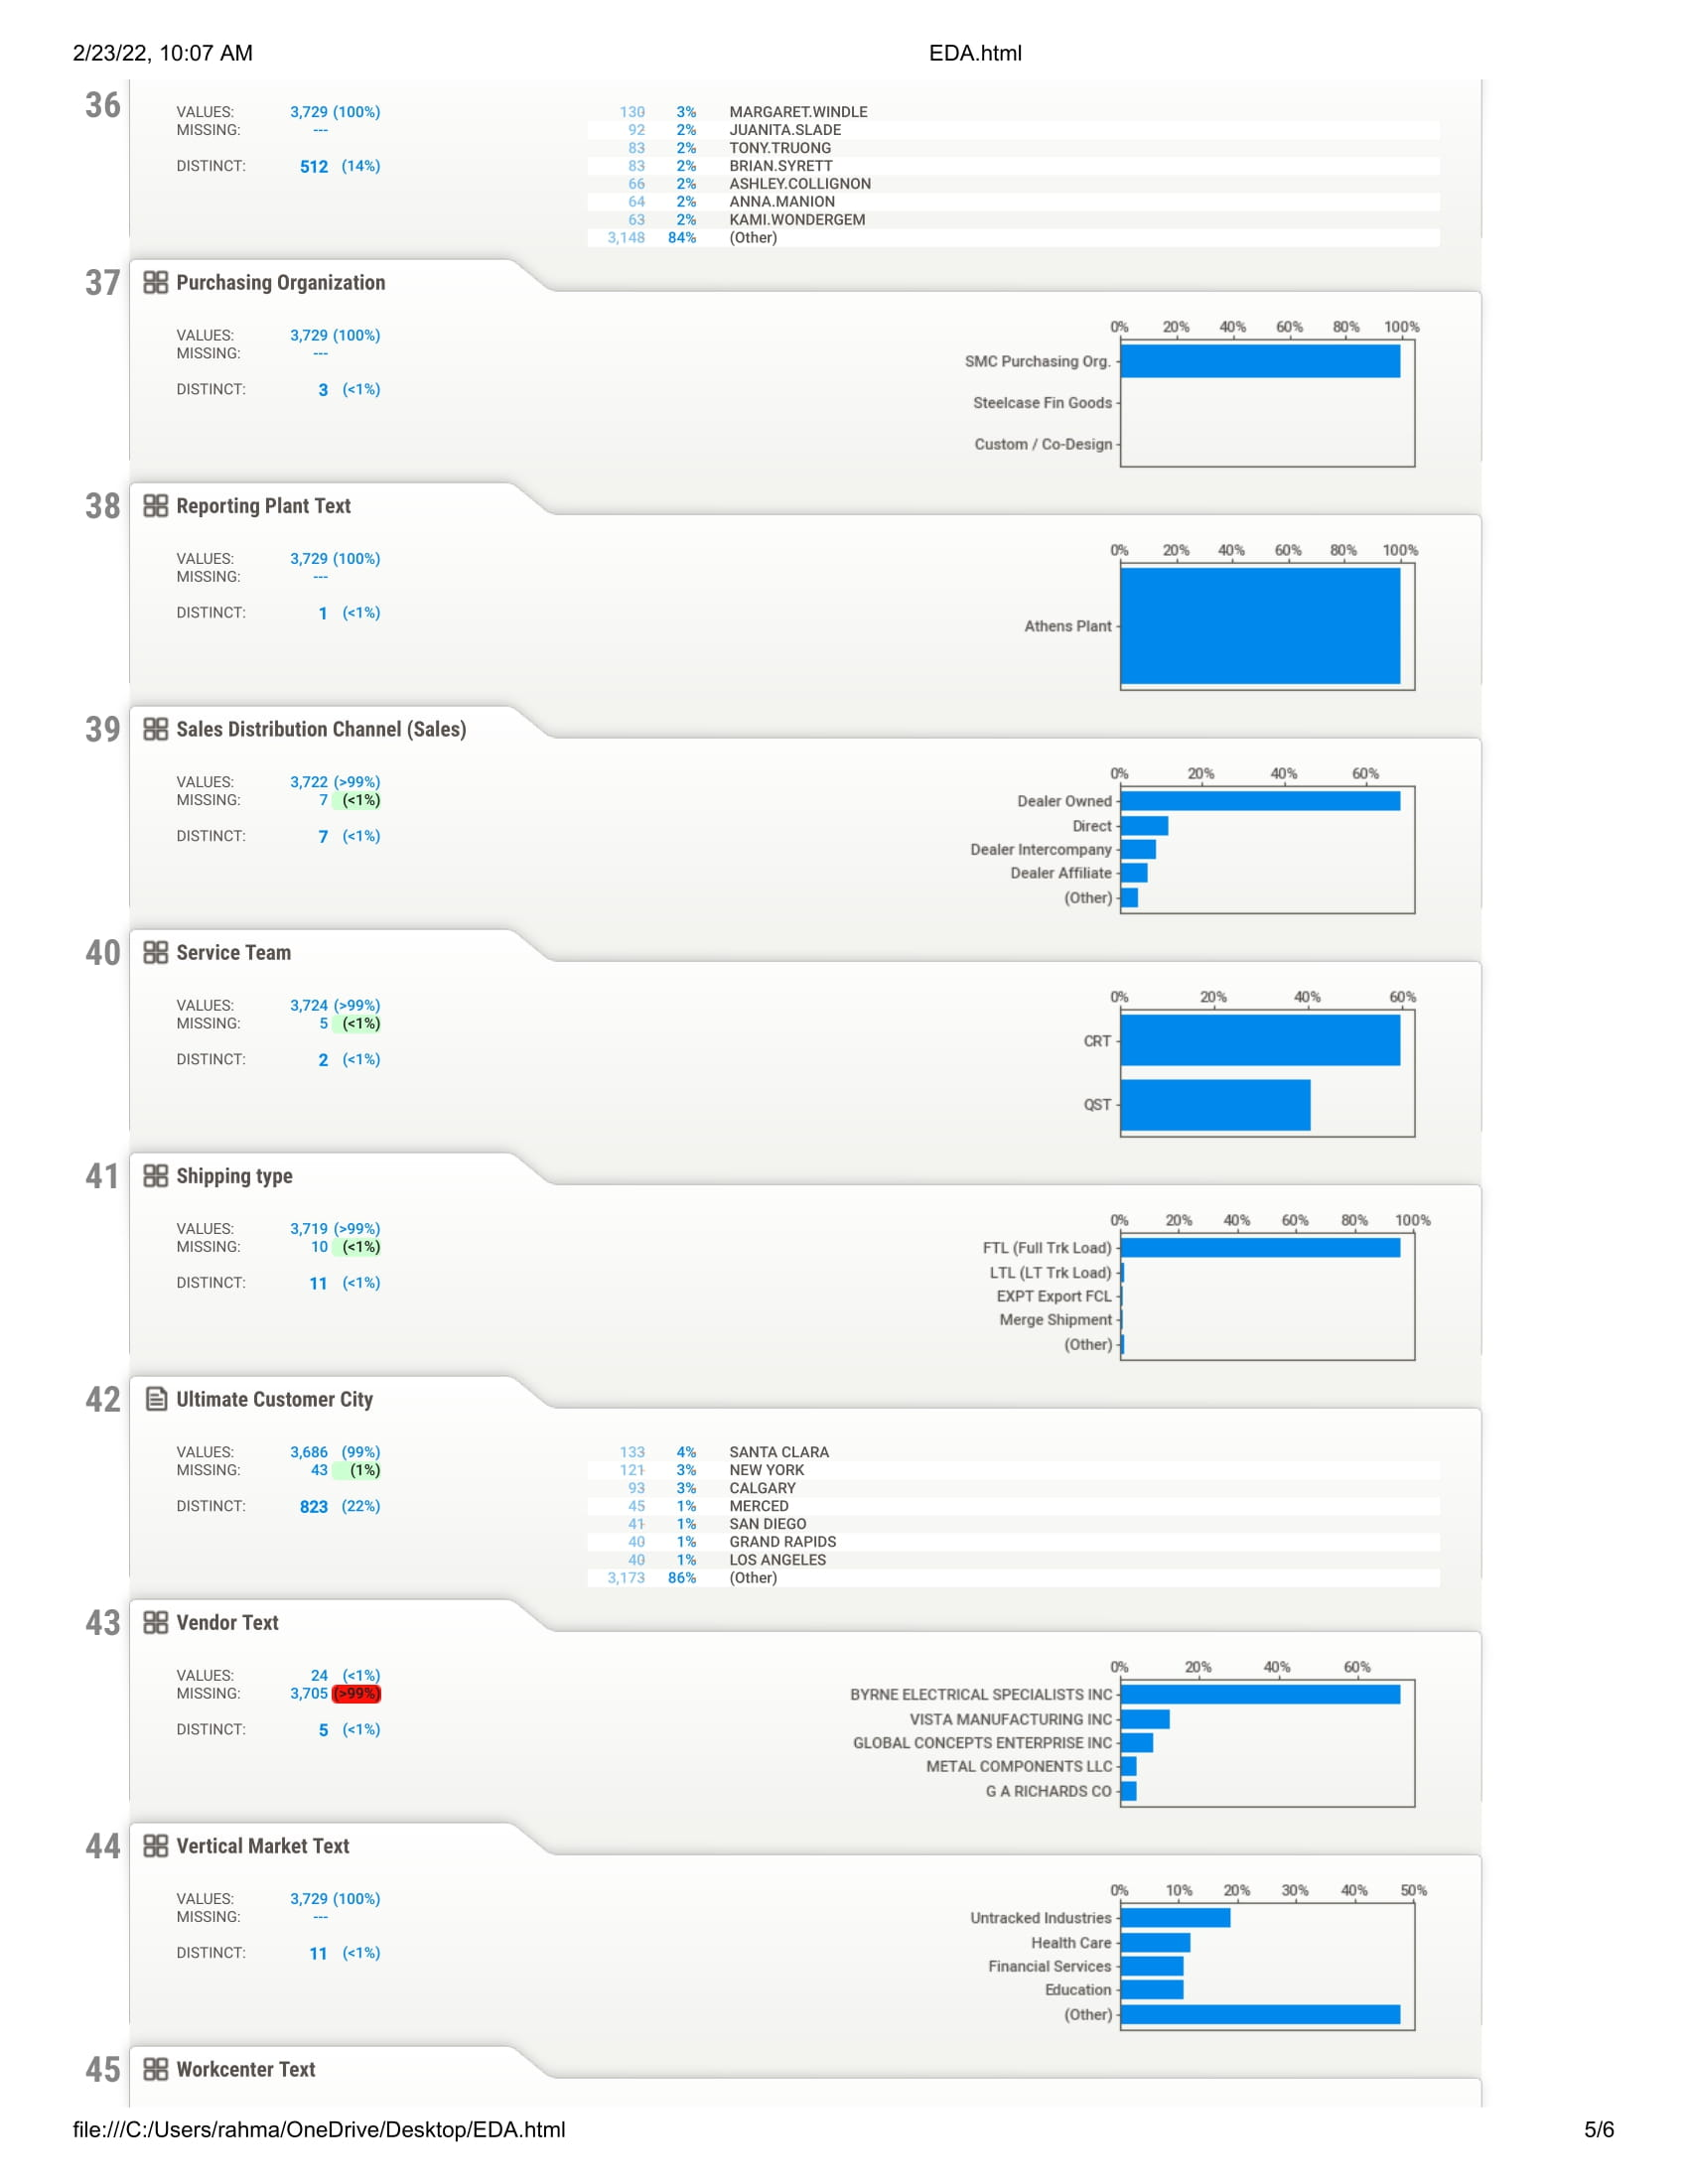 2/23/22, 10:07 AM EDA.html
36
VALUES: 3,729 (100%)
MISSING: ---
DISTINCT: 512 (14%)
130 3% MARGARET.WINDLE
92 2% JUANITA.SLADE
83 2% TONY.TRUONG
83 2% BRIAN.SYRETT
66 2% ASHLEY.COLLIGNON
64 2% ANNA.MANION
63 2% KAMI.WONDERGEM
3,148 84% (Other)
37 Purchasing Organization
VALUES: 3,729 (100%)
MISSING: ---
DISTINCT: 3 (<1%)
0% 20% 40% 60% 80% 100%
SMC Purchasing Org.
Steelcase Fin Goods
Custom / Co-Design
38 Reporting Plant Text
VALUES: 3,729 (100%)
MISSING: ---
DISTINCT: 1 (<1%)
0% 20% 40% 60% 80% 100%
Athens Plant
39 Sales Distribution Channel (Sales)
VALUES: 3,722 (>99%)
MISSING: 7 (<1%)
DISTINCT: 7 (<1%)
0% 20% 40% 60%
Dealer Owned
Direct
Dealer Intercompany
Dealer Affiliate
(Other)
40 Service Team
VALUES: 3,724 (>99%)
MISSING: 5 (<1%)
DISTINCT: 2 (<1%)
0% 20% 40% 60%
CRT
QST
41 Shipping type
VALUES: 3,719 (>99%)
MISSING: 10 (<1%)
DISTINCT: 11 (<1%)
0% 20% 40% 60% 80% 100%
FTL (Full Trk Load)
LTL (LT Trk Load)
EXPT Export FCL
Merge Shipment
(Other)
42 Ultimate Customer City
VALUES: 3,686 (99%)
MISSING: 43 (1%)
DISTINCT: 823 (22%)
133 4% SANTA CLARA
121 3% NEW YORK
93 3% CALGARY
45 1% MERCED
41 1% SAN DIEGO
40 1% GRAND RAPIDS
40 1% LOS ANGELES
3,173 86% (Other)
43 Vendor Text
VALUES: 24 (<1%)
MISSING: 3,705 (>99%)
DISTINCT: 5 (<1%)
0% 20% 40% 60%
BYRNE ELECTRICAL SPECIALISTS INC
VISTA MANUFACTURING INC
GLOBAL CONCEPTS ENTERPRISE INC
METAL COMPONENTS LLC
G A RICHARDS CO
44 Vertical Market Text
VALUES: 3,729 (100%)
MISSING: ---
DISTINCT: 11 (<1%)
0% 10% 20% 30% 40% 50%
Untracked Industries
Health Care
Financial Services
Education
(Other)
45 Workcenter Text
file:///C:/Users/rahma/OneDrive/Desktop/EDA.html 5/6